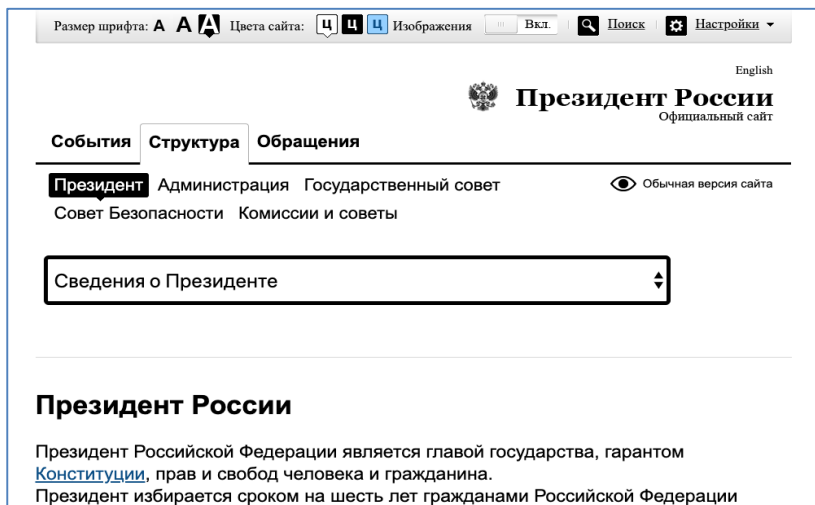 Размер шрифта: А А А Цвета сайта: Ц Ц Ц Изображения Вкл. Поиск Настройки
English
Президент России
Официальный сайт
События Структура Обращения
Президент Администрация Государственный совет Обычная версия сайта
Совет Безопасности Комиссии и советы
Сведения о Президенте
Президент России
Президент Российской Федерации является главой государства, гарантом
Конституции, прав и свобод человека и гражданина.
Президент избирается сроком на шесть лет гражданами Российской Федерации